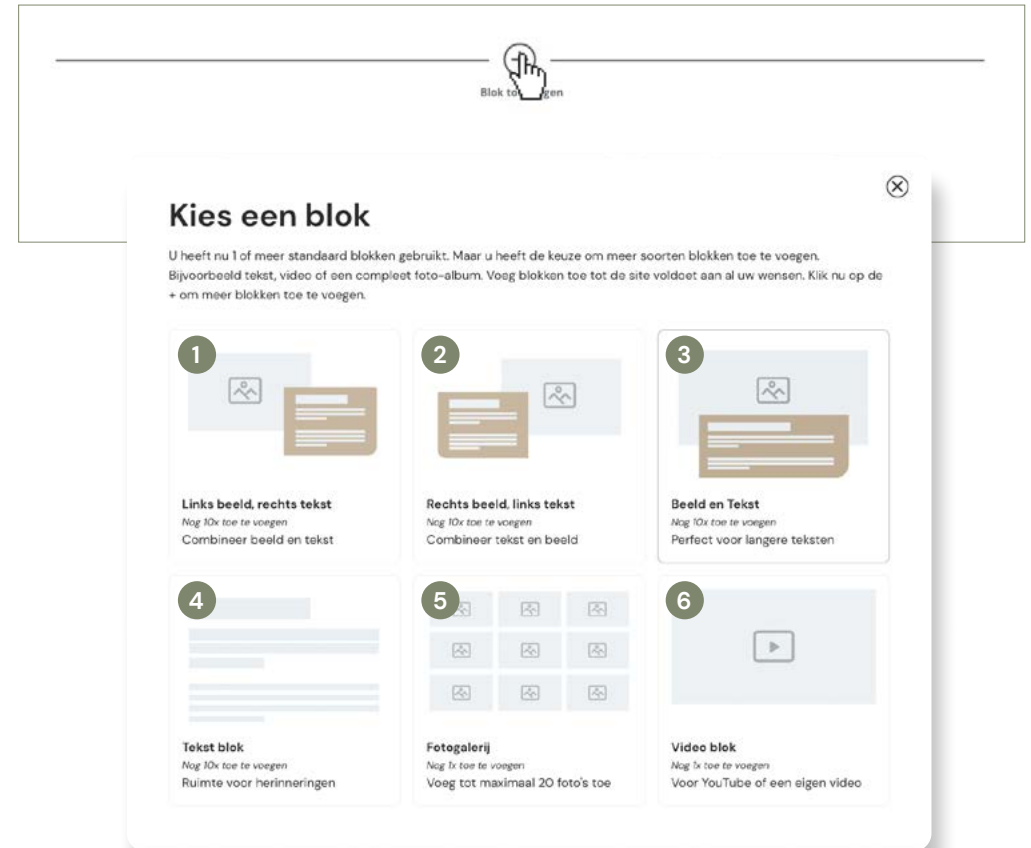 Blok to gen
Kies een blok
U heeft nu 1 of meer standaard blokken gebruikt. Maar u heeft de keuze om meer soorten blokken toe te voegen.
Bijvoorbeeld tekst, video of een compleet foto-album. Voeg blokken toe tot de site voldoet aan al uw wensen. Klik nu op de
+ om meer blokken toe te voegen.
1
2
3
Links beeld, rechts tekst
Nog 10x toe te voegen
Combineer beeld en tekst
Rechts beeld, links tekst
Nog 10x toe te voegen
Combineer tekst en beeld
Beeld en Tekst
Nog 10x toe te voegen
Perfect voor langere teksten
4
5
6
Tekst blok
Nog 10x toe te voegen
Ruimte voor herinneringen
Fotogalerij
Nog 1x toe te voegen
Voeg tot maximaal 20 foto's toe
Video blok
Nog 1x toe te voegen
Voor YouTube of een eigen video